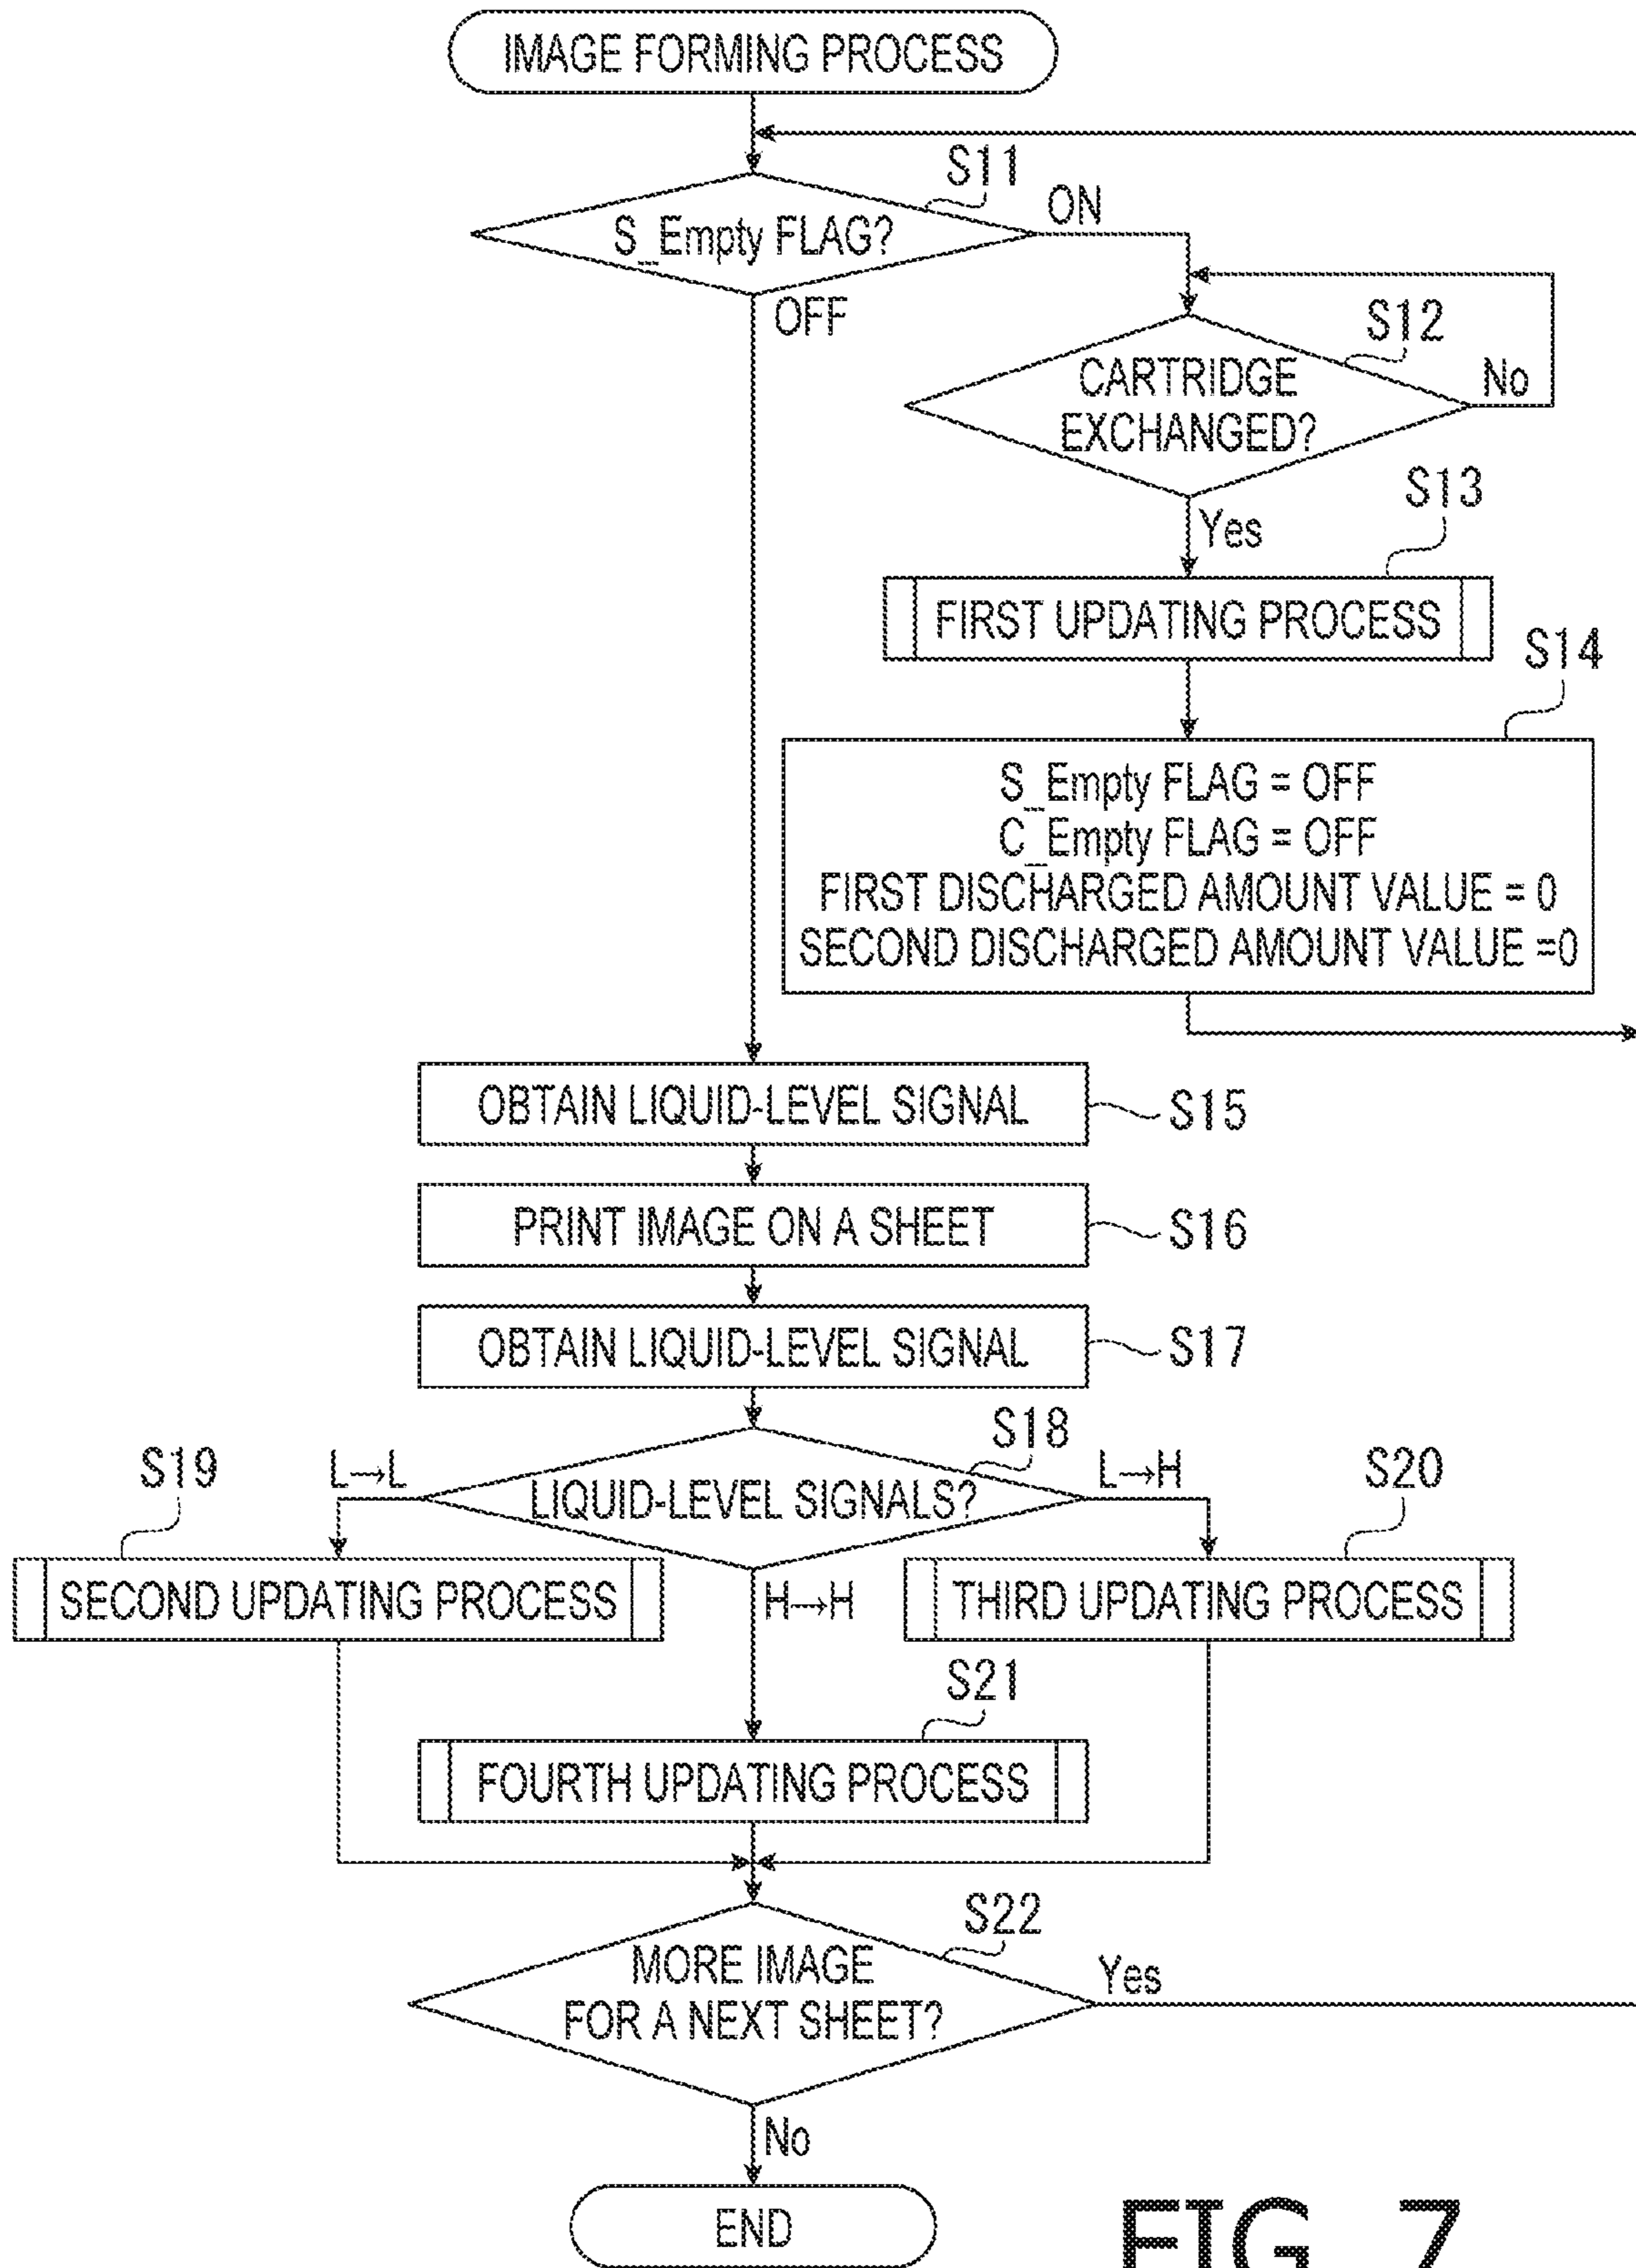 IMAGE FORMING PROCESS
S11
S_Empty FLAG?
ON
OFF
S12
CARTRIDGE
EXCHANGED?
No
Yes
S13
FIRST UPDATING PROCESS
S14
S_Empty FLAG = OFF
C_Empty FLAG = OFF
FIRST DISCHARGED AMOUNT VALUE = 0
SECOND DISCHARGED AMOUNT VALUE =0
OBTAIN LIQUID-LEVEL SIGNAL
S15
PRINT IMAGE ON A SHEET
S16
OBTAIN LIQUID-LEVEL SIGNAL
S17
S18
LIQUID-LEVEL SIGNALS?
S19
L→L
L→H
S20
SECOND UPDATING PROCESS
H→H
THIRD UPDATING PROCESS
S21
FOURTH UPDATING PROCESS
S22
MORE IMAGE
FOR A NEXT SHEET?
Yes
No
END
FIG. 7